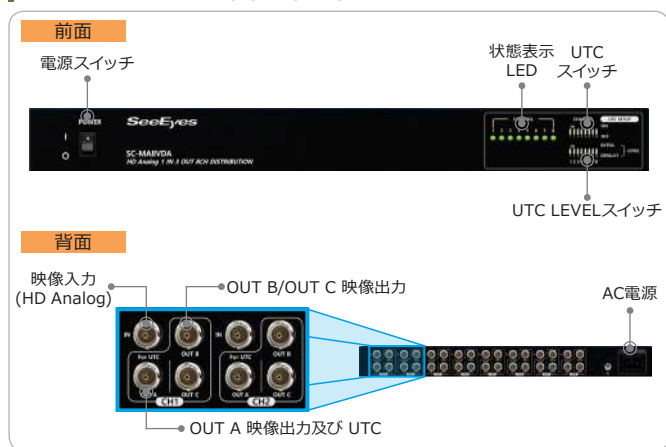 前面
電源スイッチ
状態表示
LED
UTC
スイッチ
POWER
SeeEyes
SC-MA8VDA
HD Analog 1 IN 3 OUT 8CH DISTRIBUTION
UTC LEVELスイッチ
背面
映像入力
(HD Analog)
OUT B/OUT C 映像出力
AC電源
IN
For UTC
OUT B
IN
For UTC
OUT B
OUT A
OUT C
OUT A
OUT C
CH1
CH2
OUT A 映像出力及び UTC